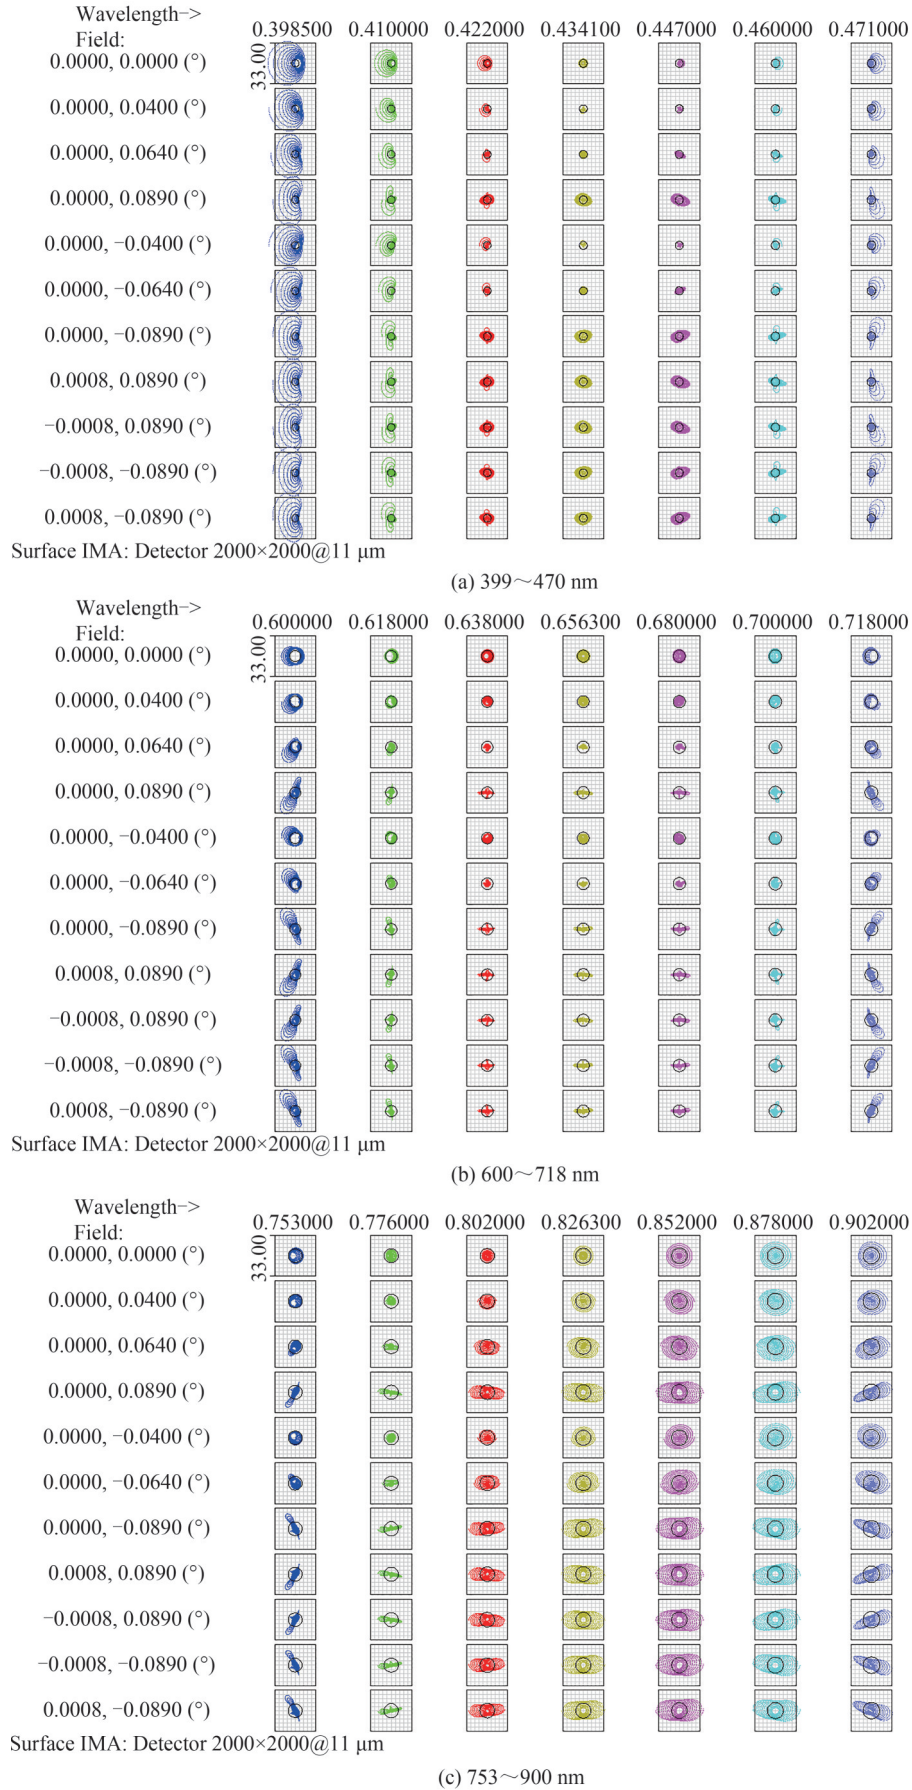 Wavelength->
Field:
0.398500 0.410000 0.422000 0.434100 0.447000 0.460000 0.471000
33.00
0.0000, 0.0000 (°)
0.0000, 0.0400 (°)
0.0000, 0.0640 (°)
0.0000, 0.0890 (°)
0.0000, −0.0400 (°)
0.0000, −0.0640 (°)
0.0000, −0.0890 (°)
0.0008, 0.0890 (°)
−0.0008, 0.0890 (°)
−0.0008, −0.0890 (°)
0.0008, −0.0890 (°)
Surface IMA: Detector 2000×2000@11 μm
(a) 399～470 nm
Wavelength->
Field:
0.600000 0.618000 0.638000 0.656300 0.680000 0.700000 0.718000
33.00
0.0000, 0.0000 (°)
0.0000, 0.0400 (°)
0.0000, 0.0640 (°)
0.0000, 0.0890 (°)
0.0000, −0.0400 (°)
0.0000, −0.0640 (°)
0.0000, −0.0890 (°)
0.0008, 0.0890 (°)
−0.0008, 0.0890 (°)
−0.0008, −0.0890 (°)
0.0008, −0.0890 (°)
Surface IMA: Detector 2000×2000@11 μm
(b) 600～718 nm
Wavelength->
Field:
0.753000 0.776000 0.802000 0.826300 0.852000 0.878000 0.902000
33.00
0.0000, 0.0000 (°)
0.0000, 0.0400 (°)
0.0000, 0.0640 (°)
0.0000, 0.0890 (°)
0.0000, −0.0400 (°)
0.0000, −0.0640 (°)
0.0000, −0.0890 (°)
0.0008, 0.0890 (°)
−0.0008, 0.0890 (°)
−0.0008, −0.0890 (°)
0.0008, −0.0890 (°)
Surface IMA: Detector 2000×2000@11 μm
(c) 753～900 nm